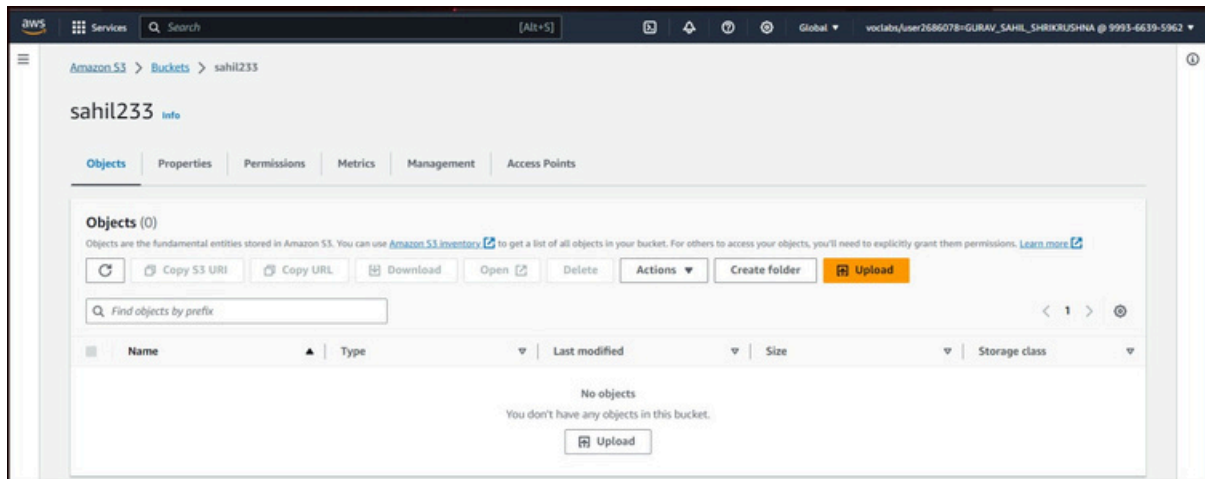 aws Services Search [Alt+S] Global voclabs/user2686078=GURAV_SAHIL_SHRIKRUSHNA @ 9993-6639-5962
Amazon S3 > Buckets > sahil233
sahil233 Info
Objects Properties Permissions Metrics Management Access Points
Objects (0)
Objects are the fundamental entities stored in Amazon S3. You can use Amazon S3 inventory to get a list of all objects in your bucket. For others to access your objects, you'll need to explicitly grant them permissions. Learn more
Copy S3 URI Copy URL Download Open Delete Actions Create folder Upload
Find objects by prefix < 1 >
Name Type Last modified Size Storage class
No objects
You don't have any objects in this bucket.
Upload